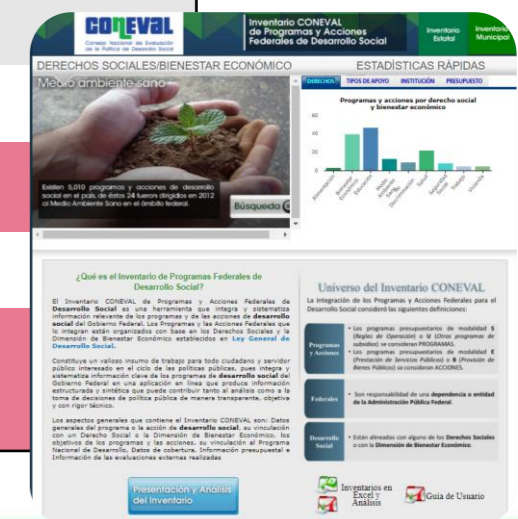 CONEVAL
Consejo Nacional de Evaluación
de la Política de Desarrollo Social
Inventario CONEVAL
de Programas y Acciones
Federales de Desarrollo Social
Inventario
Estatal
Inventario
Municipal
DERECHOS SOCIALES/BIENESTAR ECONÓMICO
Medio ambiente sano
Existen 5,010 programas y acciones de desarrollo
social en el país, de éstos 24 fueron dirigidos en 2012
al Medio Ambiente Sano en el ámbito federal.
Búsqueda
ESTADÍSTICAS RÁPIDAS
DERECHOS TIPOS DE APOYO INSTITUCIÓN PRESUPUESTO
Programas y acciones por derecho social
y bienestar económico
60
40
20
0
Alimentación
Bienestar
Económico
Educación
Medio
Ambiente
Sano
No
Discriminación
Salud
Seguridad
Social
Trabajo
Vivienda
¿Qué es el Inventario de Programas Federales de
Desarrollo Social?
El Inventario CONEVAL de Programas y Acciones Federales de
Desarrollo Social es una herramienta que integra y sistematiza
información relevante de los programas y de las acciones de desarrollo
social del Gobierno Federal. Los Programas y las Acciones Federales que
lo integran están organizados con base en los Derechos Sociales y la
Dimensión de Bienestar Económico establecidos en Ley General de
Desarrollo Social.
Constituye un valioso insumo de trabajo para todo ciudadano y servidor
público interesado en el ciclo de las políticas públicas, pues integra y
sistematiza información clave de los programas de desarrollo social del
Gobierno Federal en una aplicación en línea que produce información
estructurada y sintética que puede contribuir tanto al análisis como a la
toma de decisiones de política pública de manera transparente, objetiva
y con rigor técnico.
Los aspectos generales que contiene el Inventario CONEVAL son: Datos
generales del programa o la acción de desarrollo social, su vinculación
con un Derecho Social o la Dimensión de Bienestar Económico, los
objetivos de los programas y las acciones, su vinculación al Programa
Nacional de Desarrollo, Datos de cobertura, Información presupuestal e
Información de las evaluaciones externas realizadas
Presentación y Análisis
del Inventario
Universo del Inventario CONEVAL
La integración de los Programas y Acciones Federales para el
Desarrollo Social consideró las siguientes definiciones:
Programas
y Acciones
• Los programas presupuestarios de modalidad S
(Reglas de Operación) o U (Otros programas de
subsidios) se consideran PROGRAMAS.
• Los programas presupuestarios de modalidad E
(Prestación de Servicios Públicos) o B (Provisión de
Bienes Públicos) se consideran ACCIONES.
Federales
• Son responsabilidad de una dependencia o entidad
de la Administración Pública Federal.
Desarrollo
Social
• Están alineados con alguno de los Derechos Sociales
o con la Dimensión de Bienestar Económico.
Inventarios en
Excel y
Análisis
Guía de Usuario